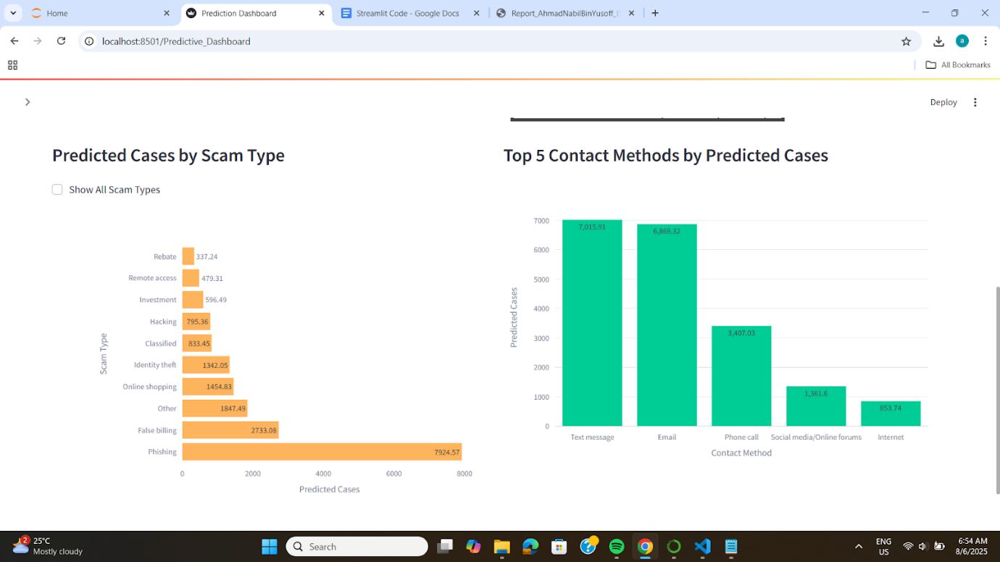 Home
Prediction Dashboard
Streamlit Code - Google Docs
Report_AhmadNabilBinYusoff_I
localhost:8501/Predictive_Dashboard
a
All Bookmarks
Deploy
Predicted Cases by Scam Type
Show All Scam Types
Scam Type
Rebate 337.24
Remote access 479.31
Investment 596.49
Hacking 795.36
Classified 833.45
Identity theft 1342.05
Online shopping 1454.83
Other 1847.49
False billing 2733.08
Phishing 7924.57
0 2000 4000 6000 8000
Predicted Cases
Top 5 Contact Methods by Predicted Cases
Predicted Cases
7000
6000
5000
4000
3000
2000
1000
0
7,015.91 6,869.32 3,407.03 1,361.6 853.74
Text message Email Phone call Social media/Online forums Internet
Contact Method
2
25°C
Mostly cloudy
Search
ENG
US
6:54 AM
8/6/2025